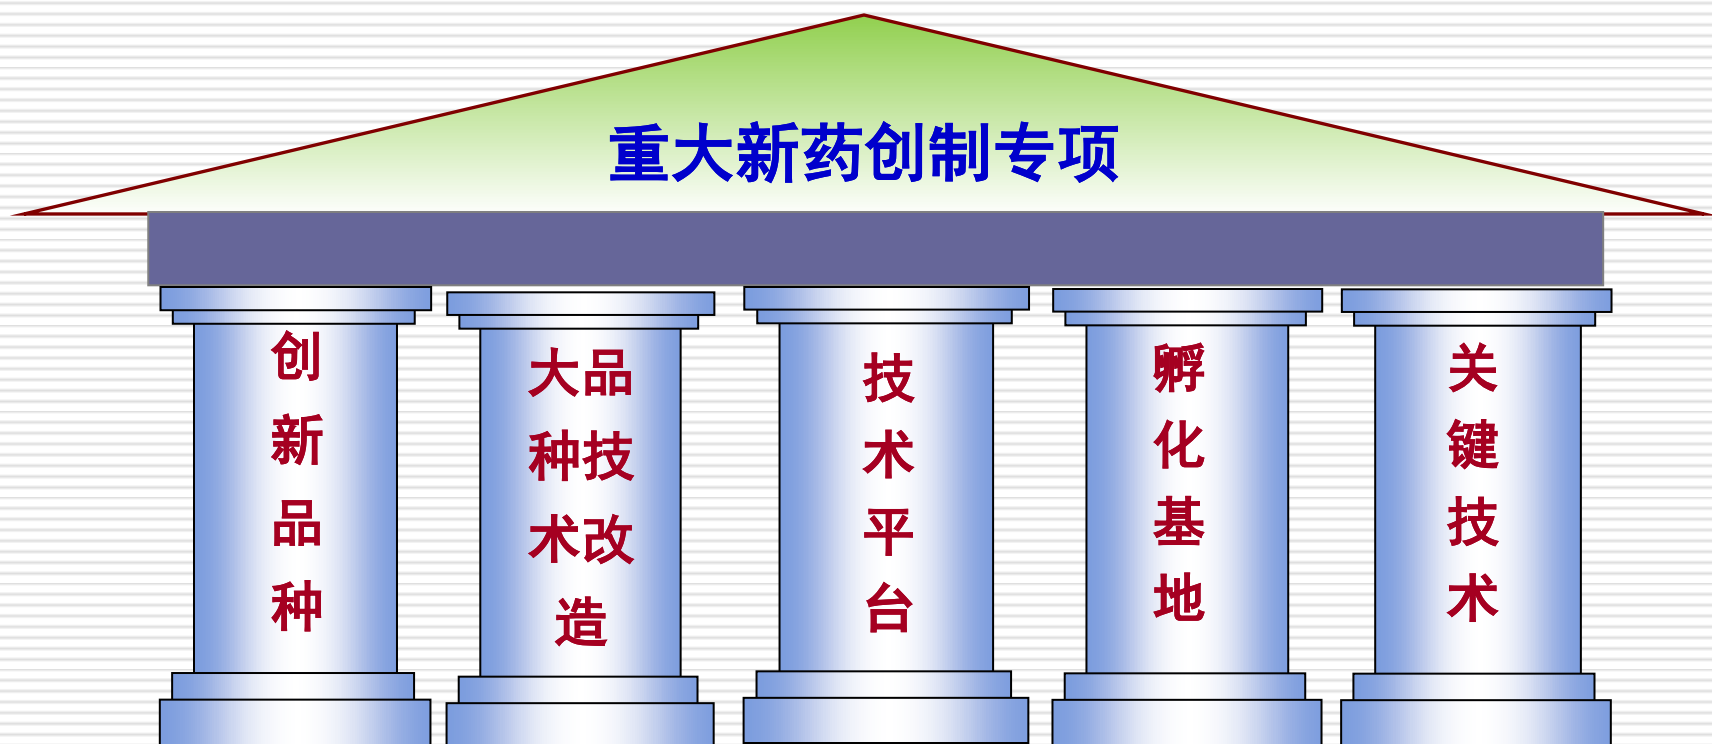 重大新药创制专项
创新品种
大品
种技
术改
造
技术平台
孵化基地
关键技术